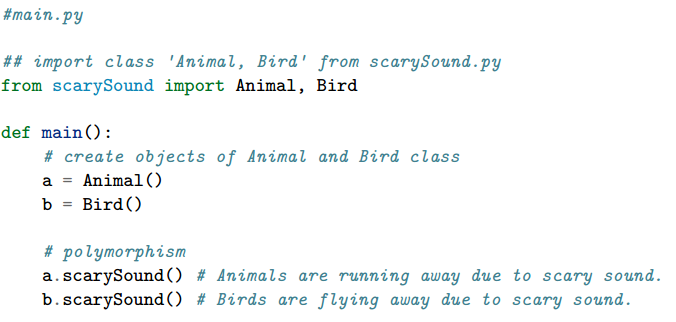 #main.py
## import class 'Animal, Bird' from scarySound.py
from scarySound import Animal, Bird
def main():
# create objects of Animal and Bird class
a = Animal()
b = Bird()
# polymorphism
a.scarySound() # Animals are running away due to scary sound.
b.scarySound() # Birds are flying away due to scary sound.